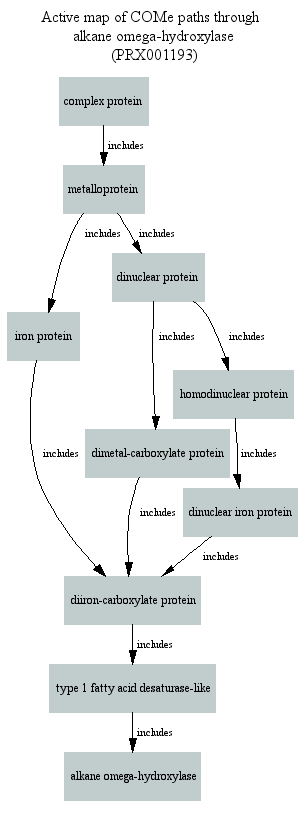 Active map of COMe paths through
alkane omega-hydroxylase
(PRX001193)
complex protein
includes
metalloprotein
includes
includes
dinuclear protein
iron protein
includes
includes
homodinuclear protein
includes
dimetal-carboxylate protein
includes
includes
dinuclear iron protein
includes
diiron-carboxylate protein
includes
type 1 fatty acid desaturase-like
includes
alkane omega-hydroxylase